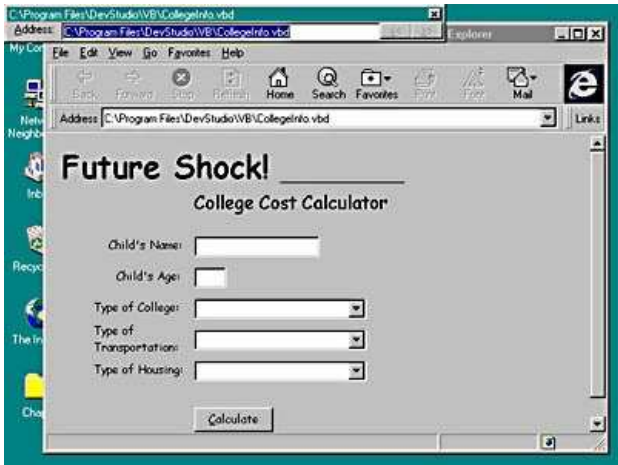 C:\Program Files\DevStudio\VB\CollegeInfo.vbd
Address C:\Program Files\DevStudio\VB\CollegeInfo.vbd
Explorer
My Com
File Edit View Go Favorites Help
Back Forward Stop Refresh Home Search Favorites Print Font Mail
Netw
Neighbo
Address C:\Program Files\DevStudio\VB\CollegeInfo.vbd Links
Future Shock!
College Cost Calculator
Inb
Child's Name:
Recyc
Child's Age:
Type of College:
The In
Type of
Transportation:
Type of Housing:
Chap
Calculate